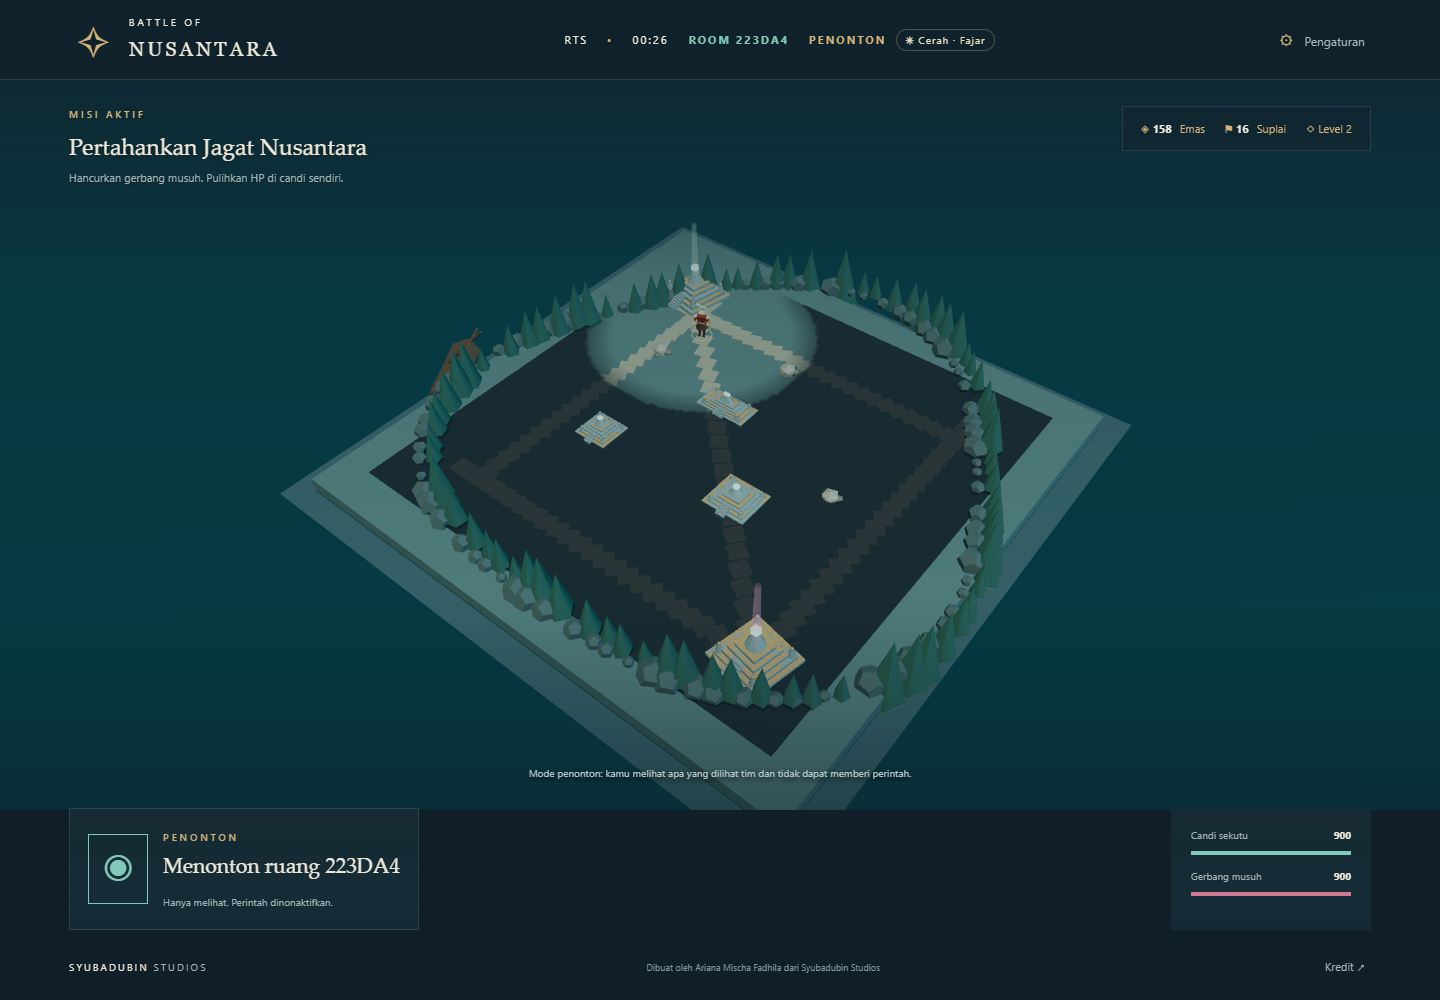 BATTLE OF
NUSANTARA
RTS • 00:26 ROOM 223DA4 PENONTON ☀ Cerah · Fajar
Pengaturan
MISI AKTIF
Pertahankan Jagat Nusantara
Hancurkan gerbang musuh. Pulihkan HP di candi sendiri.
158 Emas 16 Suplai Level 2
Mode penonton: kamu melihat apa yang dilihat tim dan tidak dapat memberi perintah.
PENONTON
Menonton ruang 223DA4
Hanya melihat. Perintah dinonaktifkan.
Candi sekutu 900
Gerbang musuh 900
SYUBADUBIN STUDIOS
Dibuat oleh Ariana Mischa Fadhila dari Syubadubin Studios
Kredit ↗